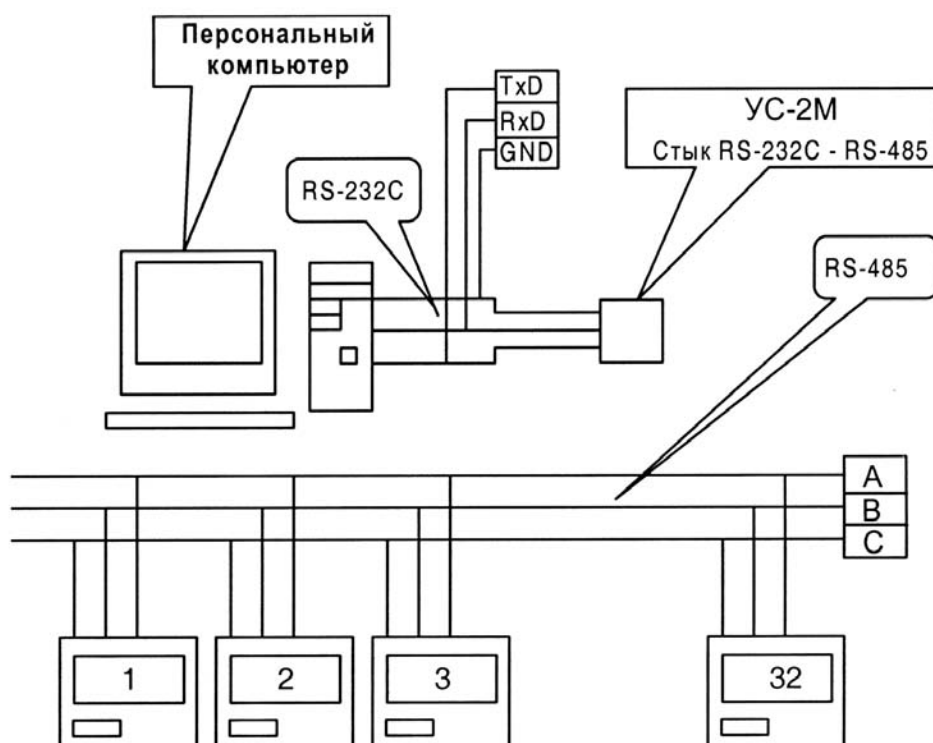 Персональный
компьютер
TxD
RxD
GND
УС-2М
Стык RS-232C - RS-485
RS-232C
RS-485
A
B
C
1
2
3
32